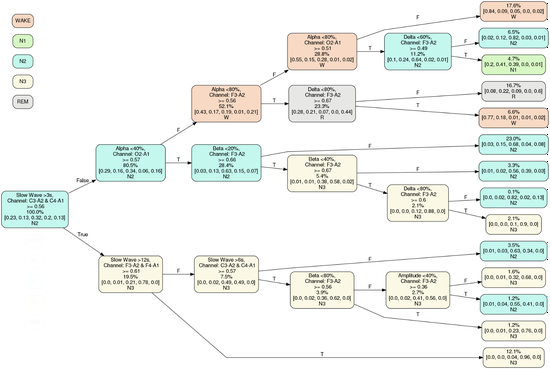 WAKE
N1
N2
N3
REM
Slow Wave >3s,
Channel: C3-A2 & C4-A1
>= 0.56
100.0%
[0.23, 0.13, 0.32, 0.2, 0.13]
N2
False
True
Alpha <40%,
Channel: O2-A1
>= 0.57
80.5%
[0.29, 0.16, 0.34, 0.06, 0.16]
N2
Slow Wave >12s,
Channel: F3-A2 & F4-A1
>= 0.61
19.5%
[0.0, 0.01, 0.21, 0.78, 0.0]
N3
F
T
Alpha <80%,
Channel: F3-A2
>= 0.56
52.1%
[0.43, 0.17, 0.19, 0.01, 0.21]
W
Beta <20%,
Channel: F3-A2
>= 0.66
28.4%
[0.03, 0.13, 0.63, 0.15, 0.07]
N2
F
T
Slow Wave >6s,
Channel: C3-A2 & C4-A1
>= 0.57
7.5%
[0.0, 0.02, 0.49, 0.49, 0.0]
N3
F
T
Alpha <80%,
Channel: O2-A1
>= 0.51
28.8%
[0.55, 0.15, 0.28, 0.01, 0.02]
W
Delta <80%,
Channel: F3-A2
>= 0.67
23.3%
[0.28, 0.21, 0.07, 0.0, 0.44]
R
F
T
Beta <40%,
Channel: F3-A2
>= 0.67
5.4%
[0.01, 0.01, 0.38, 0.58, 0.02]
N3
F
T
Beta <80%,
Channel: F3-A2
>= 0.56
3.9%
[0.0, 0.02, 0.36, 0.62, 0.0]
N3
F
T
Delta <60%,
Channel: F3-A2
>= 0.49
11.2%
[0.1, 0.24, 0.64, 0.02, 0.01]
N2
F
T
Delta <80%,
Channel: F3-A2
>= 0.6
2.1%
[0.0, 0.0, 0.12, 0.88, 0.0]
N3
F
T
Amplitude <40%,
Channel: F3-A2
>= 0.36
2.7%
[0.0, 0.02, 0.41, 0.56, 0.0]
N3
F
T
17.6%
[0.84, 0.09, 0.05, 0.0, 0.02]
W
F
T
6.5%
[0.02, 0.12, 0.82, 0.03, 0.01]
N2
4.7%
[0.2, 0.41, 0.39, 0.0, 0.01]
N1
F
T
16.7%
[0.08, 0.22, 0.09, 0.0, 0.6]
R
6.6%
[0.77, 0.18, 0.01, 0.01, 0.02]
W
23.0%
[0.03, 0.15, 0.68, 0.04, 0.08]
N2
3.3%
[0.01, 0.02, 0.56, 0.39, 0.03]
N2
F
T
0.1%
[0.0, 0.02, 0.82, 0.02, 0.13]
N2
2.1%
[0.0, 0.0, 0.1, 0.9, 0.0]
N3
3.5%
[0.01, 0.03, 0.63, 0.34, 0.0]
N2
F
T
1.6%
[0.0, 0.01, 0.32, 0.68, 0.0]
N3
1.2%
[0.01, 0.04, 0.55, 0.41, 0.0]
N2
1.2%
[0.0, 0.01, 0.23, 0.76, 0.0]
N3
T
12.1%
[0.0, 0.0, 0.04, 0.96, 0.0]
N3